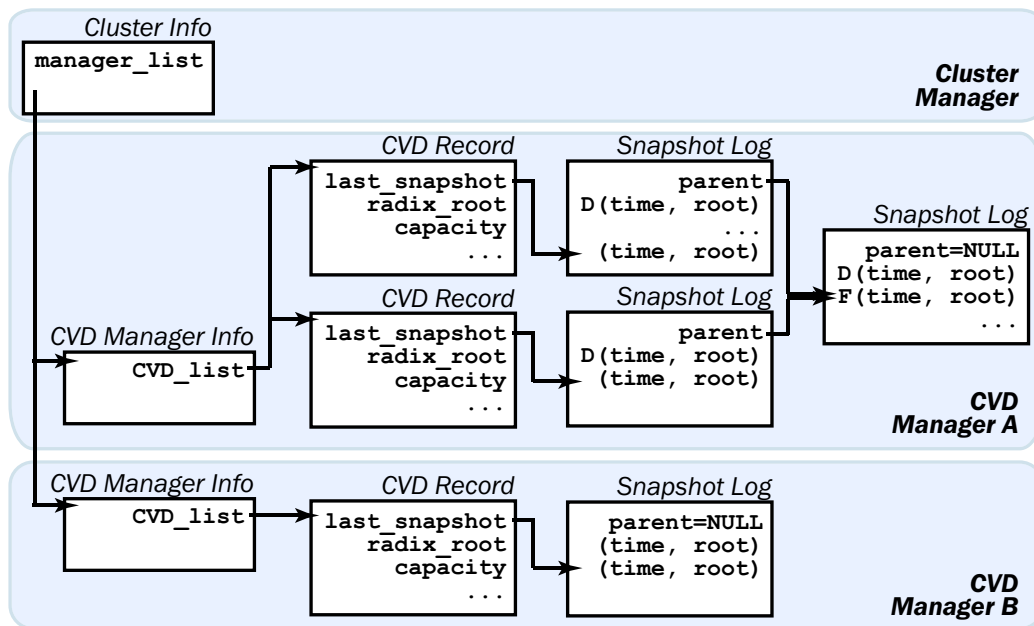 Cluster Info
manager_list
Cluster
Manager
CVD Record
last_snapshot
radix_root
capacity
...
Snapshot Log
parent
D(time, root)
...
(time, root)
Snapshot Log
parent=NULL
D(time, root)
F(time, root)
...
CVD Manager Info
CVD_list
CVD Record
last_snapshot
radix_root
capacity
...
Snapshot Log
parent
D(time, root)
(time, root)
CVD
Manager A
CVD Manager Info
CVD_list
CVD Record
last_snapshot
radix_root
capacity
...
Snapshot Log
parent=NULL
(time, root)
(time, root)
CVD
Manager B